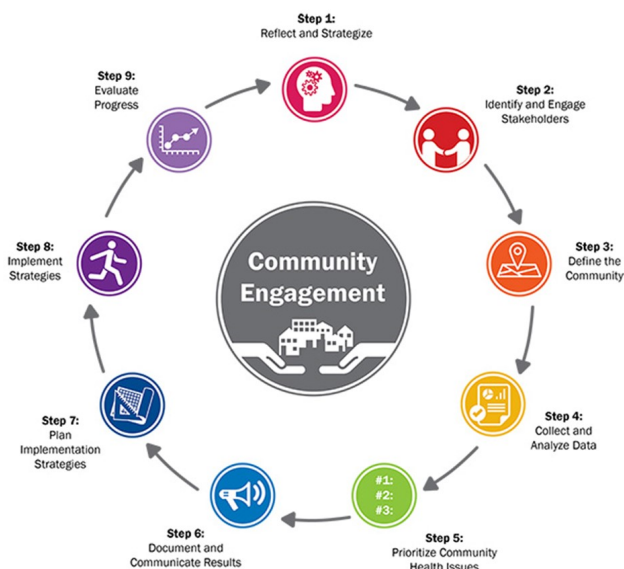 Step 1:
Reflect and Strategize
Step 2:
Identify and Engage
Stakeholders
Step 3:
Define the
Community
Step 4:
Collect and
Analyze Data
Step 5:
Prioritize Community
Health Issues
#1:
#2:
#3:
Step 6:
Document and
Communicate Results
Step 7:
Plan
Implementation
Strategies
Step 8:
Implement
Strategies
Step 9:
Evaluate
Progress
Community
Engagement